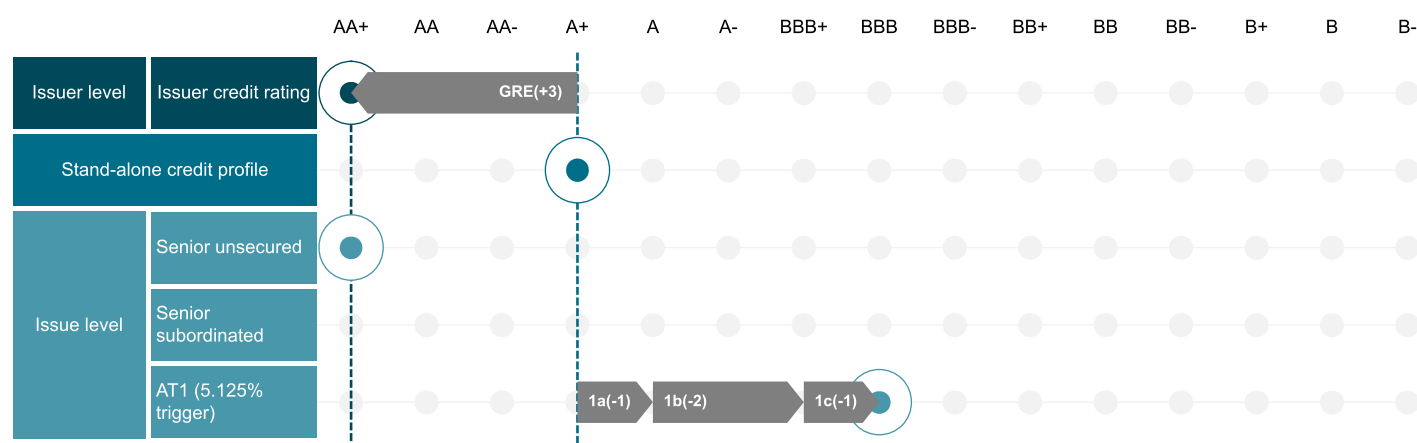 AA+ AA AA- A+ A A- BBB+ BBB BBB- BB+ BB BB- B+ B B-
Issuer level
Issuer credit rating
GRE(+3)
Stand-alone credit profile
Issue level
Senior unsecured
Senior
subordinated
AT1 (5.125%
trigger)
1a(-1)
1b(-2)
1c(-1)